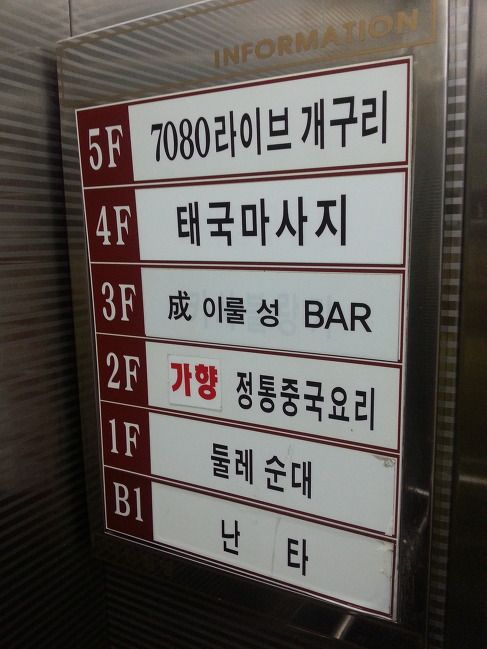 INFORMATION
5F 7080라이브 개구리
4F 태국마사지
3F 成 이룰 성 BAR
2F 가향 정통중국요리
1F 둘레 순대
B1 난 타